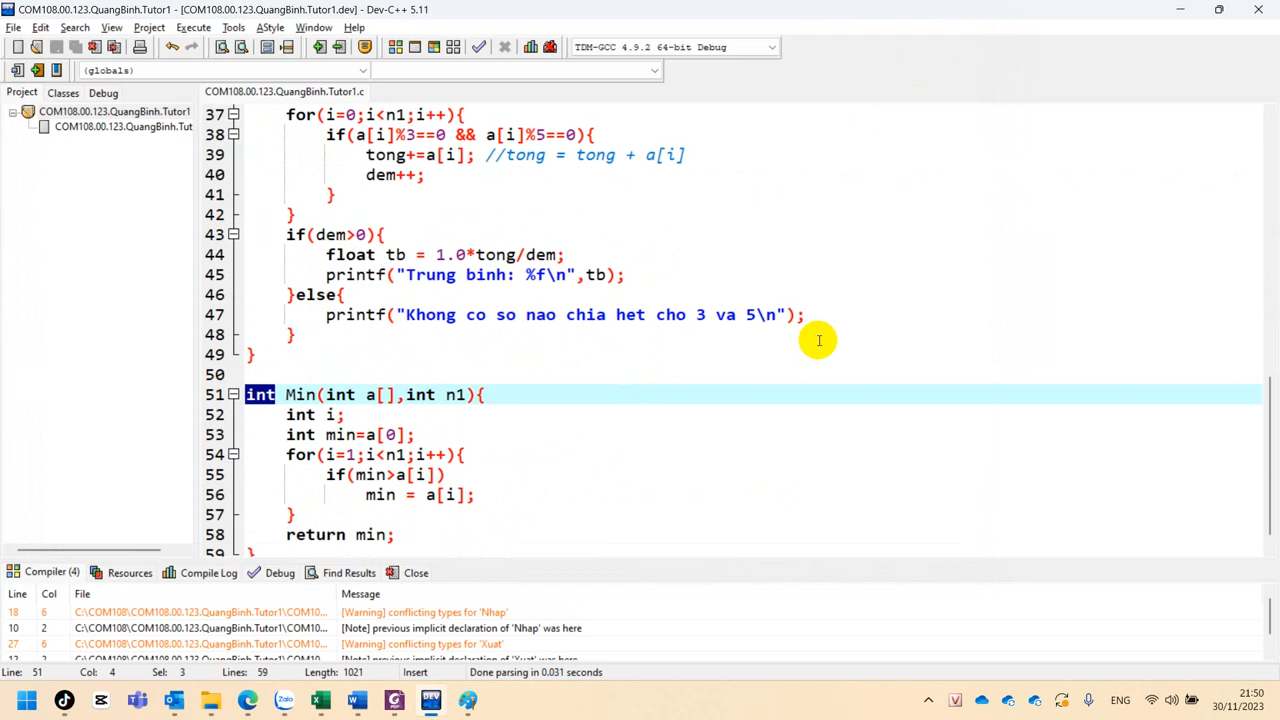 COM108.00.123.QuangBinh.Tutor1 - [COM108.00.123.QuangBinh.Tutor1.dev] - Dev-C++ 5.11
File Edit Search View Project Execute Tools AStyle Window Help
TDM-GCC 4.9.2 64-bit Debug
(globals)
Project Classes Debug
COM108.00.123.QuangBinh.Tutor1
COM108.00.123.QuangBinh.Tut
COM108.00.123.QuangBinh.Tutor1.c
37 for(i=0;i<n1;i++){
38 if(a[i]%3==0 && a[i]%5==0){
39 tong+=a[i]; //tong = tong + a[i]
40 dem++;
41 }
42 }
43 if(dem>0){
44 float tb = 1.0*tong/dem;
45 printf("Trung binh: %f\n",tb);
46 }else{
47 printf("Khong co so nao chia het cho 3 va 5\n");
48 }
49 }
50
51 int Min(int a[],int n1){
52 int i;
53 int min=a[0];
54 for(i=1;i<n1;i++){
55 if(min>a[i])
56 min = a[i];
57 }
58 return min;
59 }
Compiler (4) Resources Compile Log Debug Find Results Close
Line Col File Message
18 6 C:\COM108\COM108.00.123.QuangBinh.Tutor1\COM10... [Warning] conflicting types for 'Nhap'
10 2 C:\COM108\COM108.00.123.QuangBinh.Tutor1\COM10... [Note] previous implicit declaration of 'Nhap' was here
27 6 C:\COM108\COM108.00.123.QuangBinh.Tutor1\COM10... [Warning] conflicting types for 'Xuat'
12 2 C:\COM108\COM108.00.123.QuangBinh.Tutor1\COM10... [Note] previous implicit declaration of 'Xuat' was here
Line: 51 Col: 4 Sel: 3 Lines: 59 Length: 1021 Insert Done parsing in 0.031 seconds
Zalo
DEV
ENG
21:50
30/11/2023